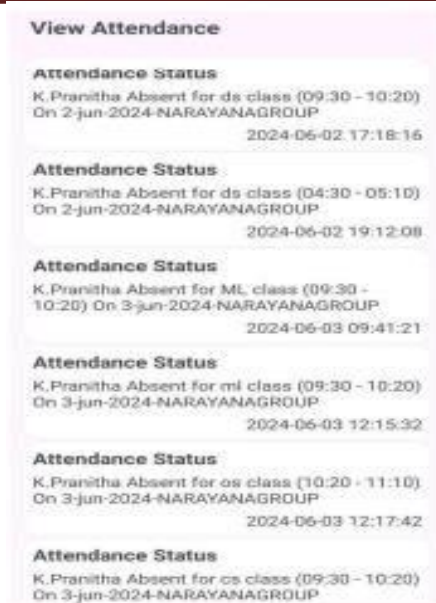 View Attendance
Attendance Status
K.Pranitha Absent for ds class (09:30 - 10:20)
On 2-jun-2024-NARAYANAGROUP
2024-06-02 17:18:16
Attendance Status
K.Pranitha Absent for ds class (04:30 - 05:10)
On 2-jun-2024-NARAYANAGROUP
2024-06-02 19:12:08
Attendance Status
K.Pranitha Absent for ML class (09:30 -
10:20) On 3-jun-2024-NARAYANAGROUP
2024-06-03 09:41:21
Attendance Status
K.Pranitha Absent for ml class (09:30 - 10:20)
On 3-jun-2024-NARAYANAGROUP
2024-06-03 12:15:32
Attendance Status
K.Pranitha Absent for os class (10:20 - 11:10)
On 3-jun-2024-NARAYANAGROUP
2024-06-03 12:17:42
Attendance Status
K.Pranitha Absent for cs class (09:30 - 10:20)
On 3-jun-2024-NARAYANAGROUP